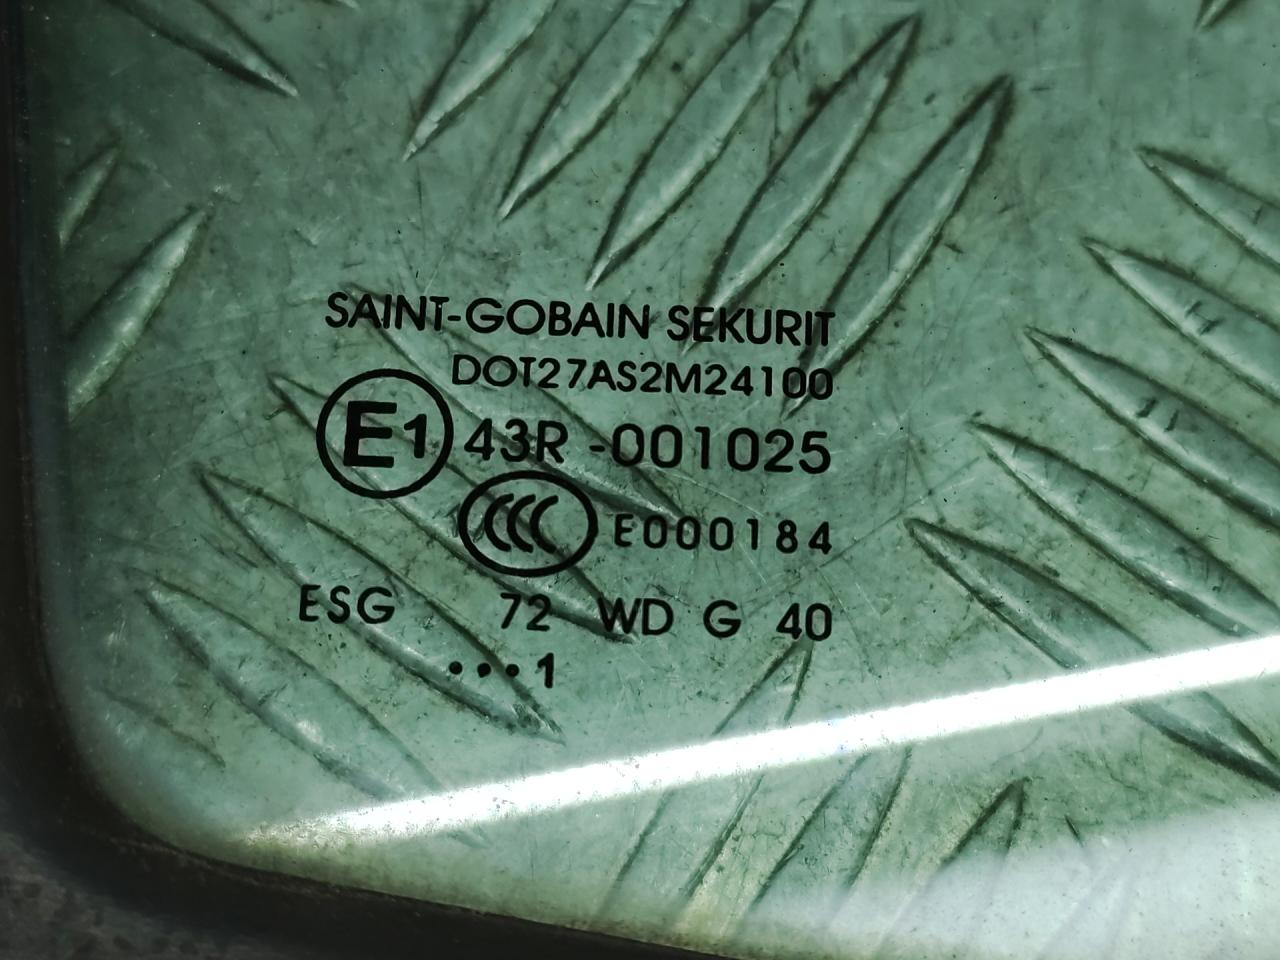 SAINT-GOBAIN SEKURIT
DOT27AS2M24100
E1 43R -001025
CCC E000184
ESG 72 WD G 40
•••1